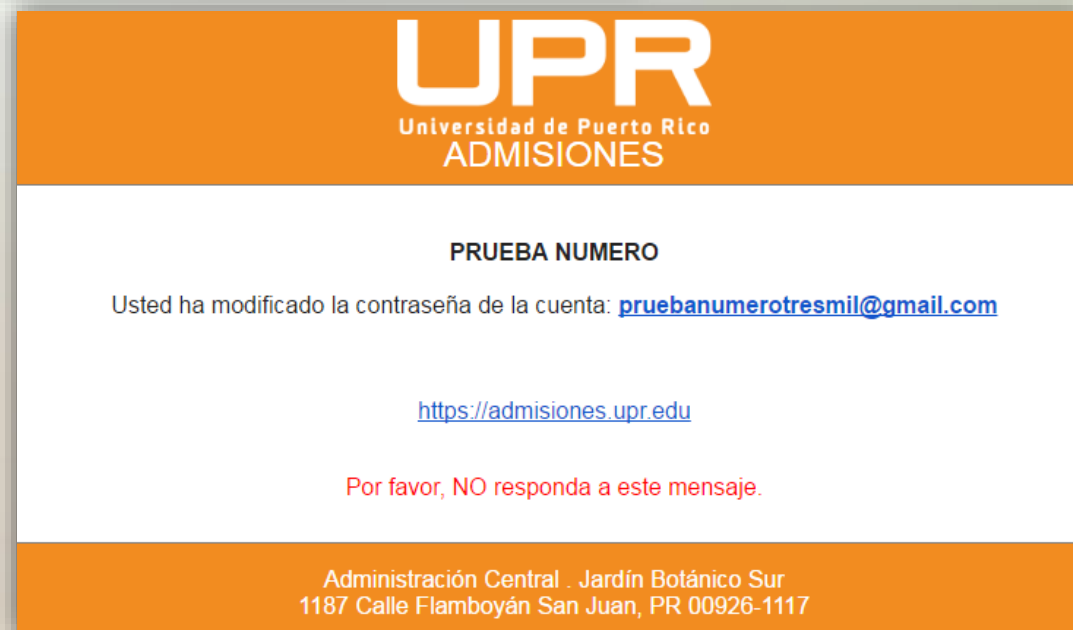 UPR
Universidad de Puerto Rico
ADMISIONES
PRUEBA NUMERO
Usted ha modificado la contraseña de la cuenta: pruebanumerotresmil@gmail.com
https://admisiones.upr.edu
Por favor, NO responda a este mensaje.
Administración Central . Jardín Botánico Sur
1187 Calle Flamboyán San Juan, PR 00926-1117